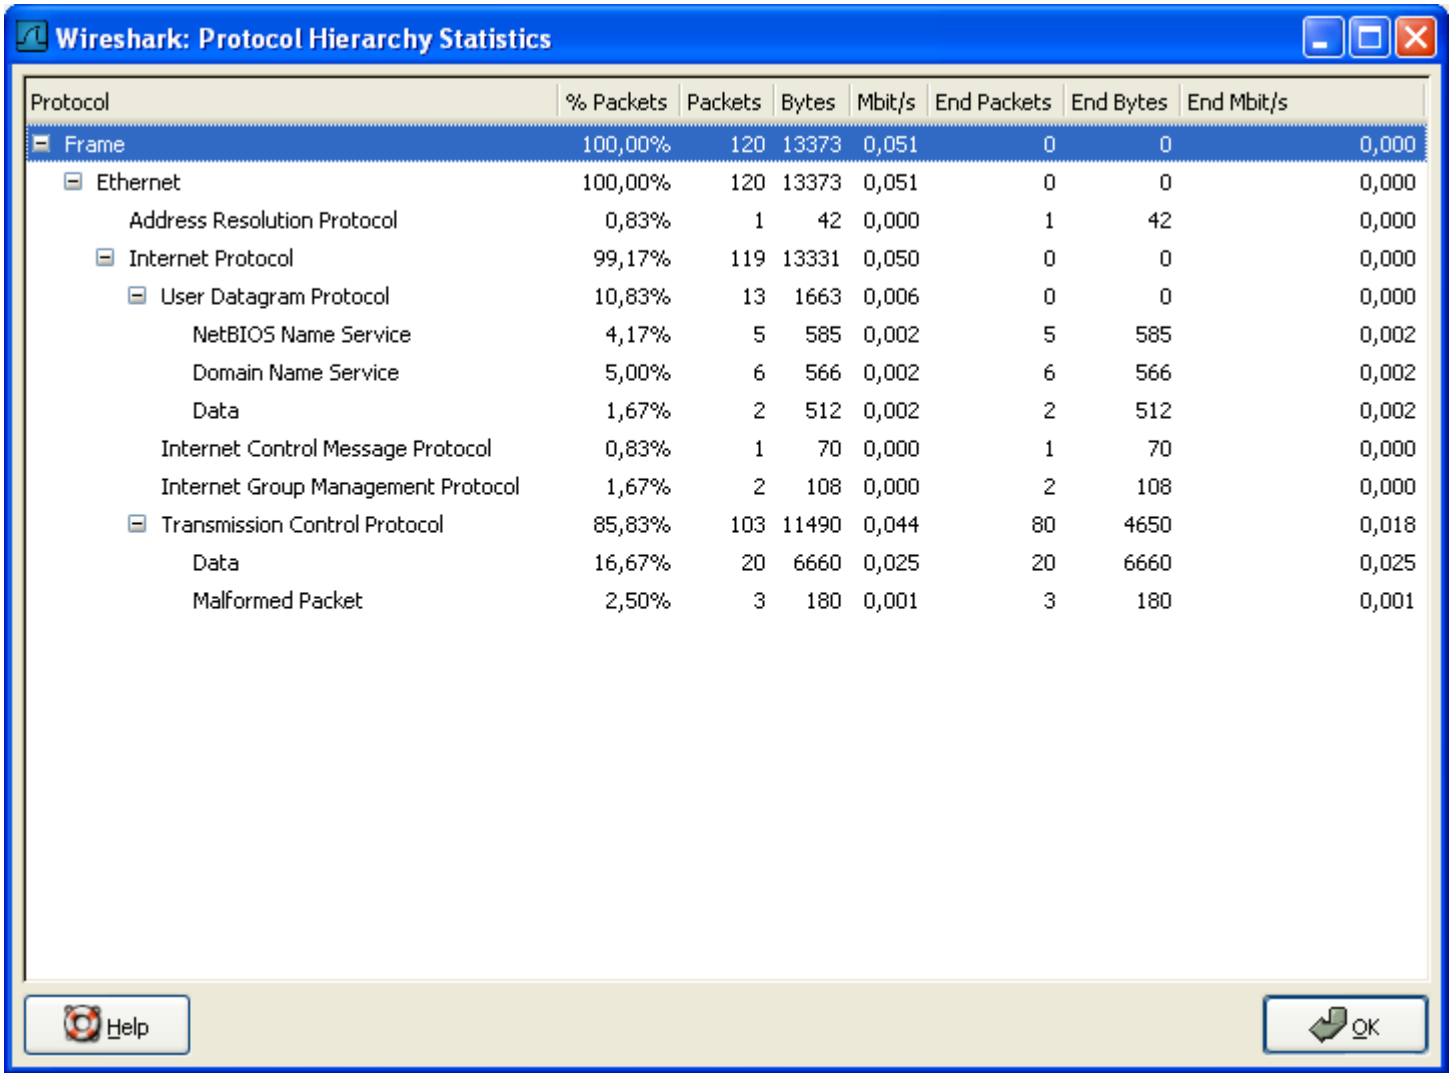 Wireshark: Protocol Hierarchy Statistics
Protocol % Packets Packets Bytes Mbit/s End Packets End Bytes End Mbit/s
Frame 100,00% 120 13373 0,051 0 0 0,000
Ethernet 100,00% 120 13373 0,051 0 0 0,000
Address Resolution Protocol 0,83% 1 42 0,000 1 42 0,000
Internet Protocol 99,17% 119 13331 0,050 0 0 0,000
User Datagram Protocol 10,83% 13 1663 0,006 0 0 0,000
NetBIOS Name Service 4,17% 5 585 0,002 5 585 0,002
Domain Name Service 5,00% 6 566 0,002 6 566 0,002
Data 1,67% 2 512 0,002 2 512 0,002
Internet Control Message Protocol 0,83% 1 70 0,000 1 70 0,000
Internet Group Management Protocol 1,67% 2 108 0,000 2 108 0,000
Transmission Control Protocol 85,83% 103 11490 0,044 80 4650 0,018
Data 16,67% 20 6660 0,025 20 6660 0,025
Malformed Packet 2,50% 3 180 0,001 3 180 0,001
Help OK